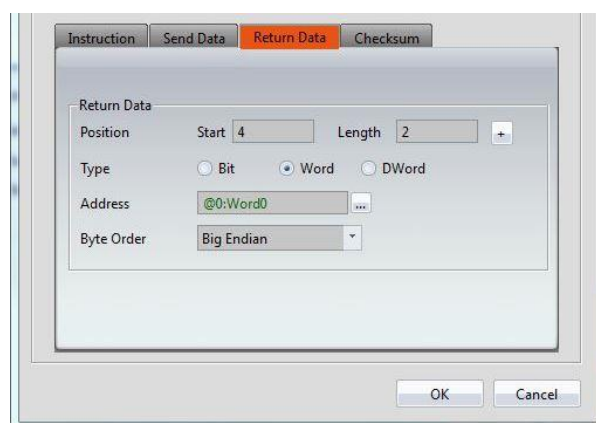 Instruction Send Data Return Data Checksum
Return Data
Position Start 4 Length 2 +
Type Bit Word DWord
Address @0:Word0 ...
Byte Order Big Endian
OK Cancel